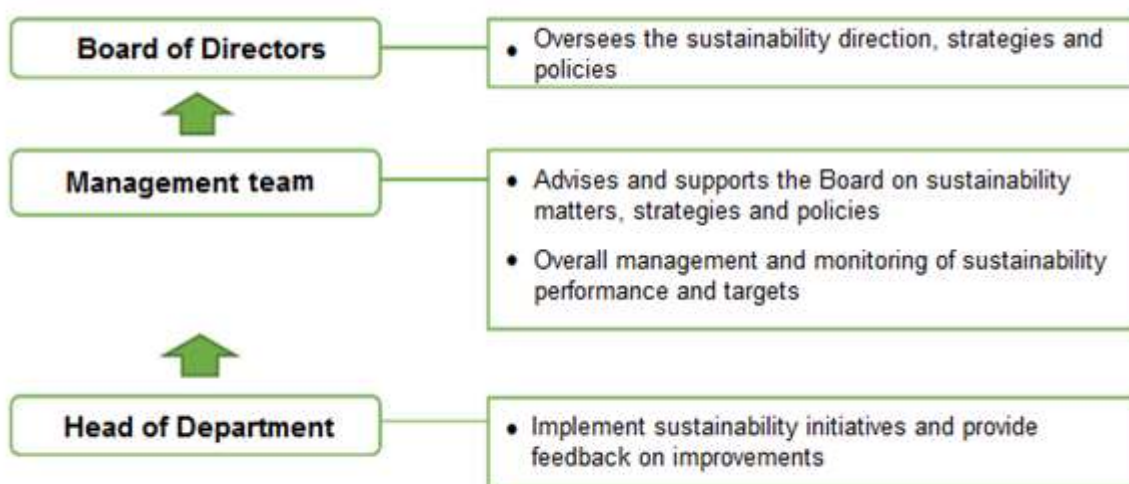 Board of Directors
• Oversees the sustainability direction, strategies and
policies
Management team
• Advises and supports the Board on sustainability
matters, strategies and policies
• Overall management and monitoring of sustainability
performance and targets
Head of Department
• Implement sustainability initiatives and provide
feedback on improvements